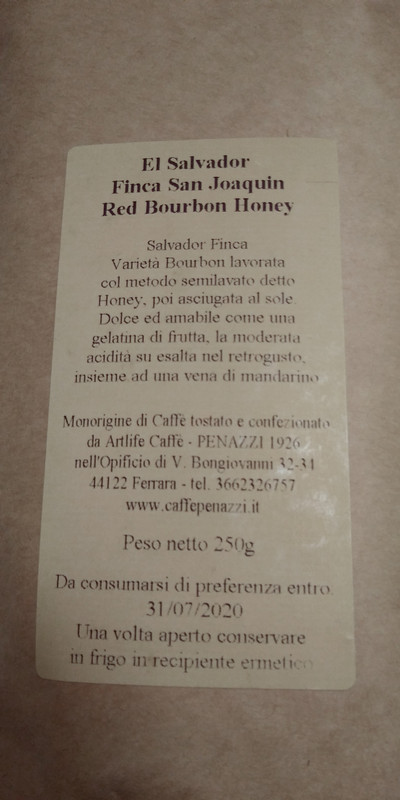 El Salvador
Finca San Joaquin
Red Bourbon Honey
Salvador Finca
Varietà Bourbon lavorata
col metodo semilavato detto
Honey, poi asciugata al sole.
Dolce ed amabile come una
gelatina di frutta, la moderata
acidità su esalta nel retrogusto,
insieme ad una vena di mandarino
Monorigine di Caffè tostato e confezionato
da Artlife Caffè - PENAZZI 1926
nell'Opificio di V. Bongiovanni 32-34
44122 Ferrara - tel. 3662326757
www.caffepenazzi.it
Peso netto 250g
Da consumarsi di preferenza entro
31/07/2020
Una volta aperto conservare
in frigo in recipiente ermetico